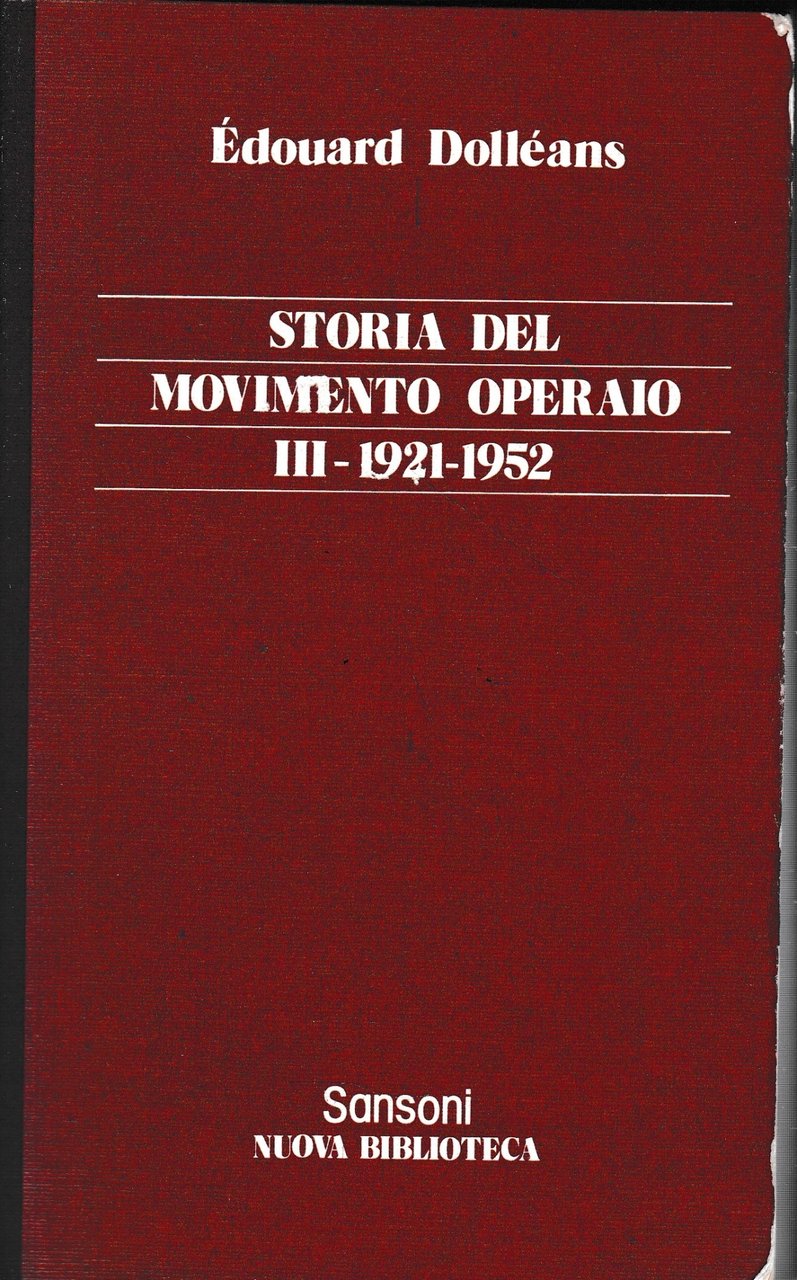 Édouard Dolléans
STORIA DEL
MOVIMENTO OPERAIO
III - 1921-1952
Sansoni
NUOVA BIBLIOTECA